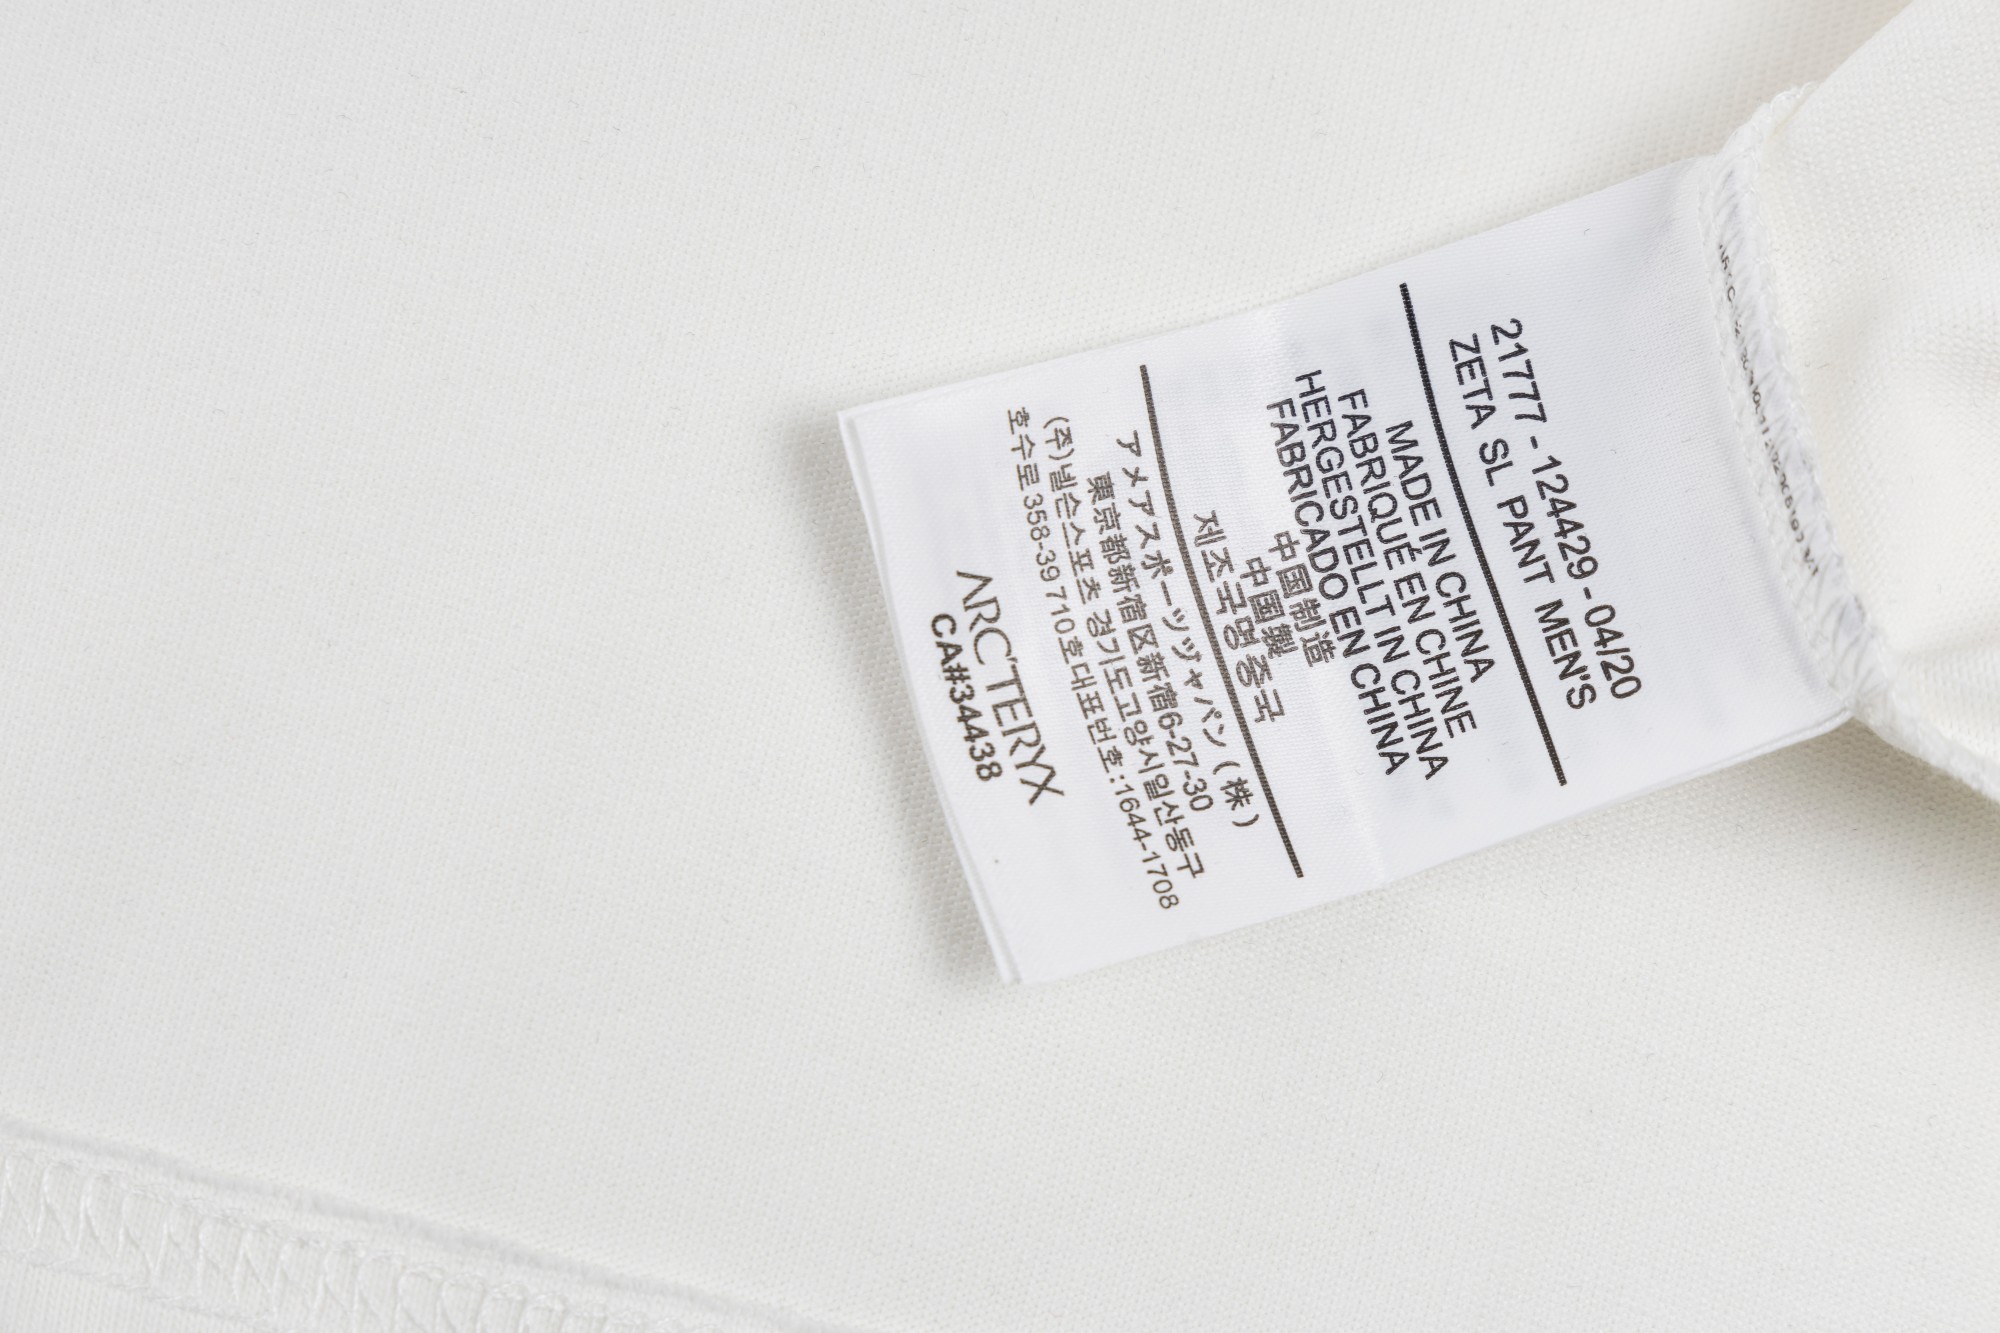 21777 - 124429 - 04/20
ZETA SL PANT MEN'S
MADE IN CHINA
FABRIQUÉ EN CHINE
HERGESTELLT IN CHINA
FABRICADO EN CHINA
中国制造
中国製
제조국명 중국
アメアスポーツヅャパン(株)
東京都新宿区新宿6-27-30
(주)넬슨스포츠 경기도고양시일산동구
호수로 358-39 710호대표번호:1644-1708
ARC'TERYX
CA#34438